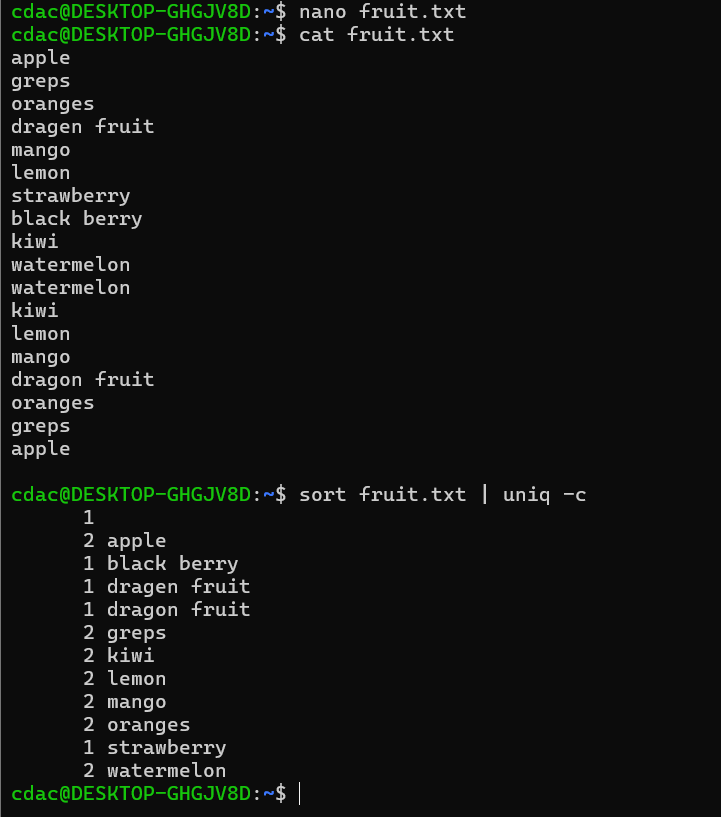 cdac@DESKTOP-GHGJV8D:~$ nano fruit.txt
cdac@DESKTOP-GHGJV8D:~$ cat fruit.txt
apple
greps
oranges
dragen fruit
mango
lemon
strawberry
black berry
kiwi
watermelon
watermelon
kiwi
lemon
mango
dragon fruit
oranges
greps
apple

cdac@DESKTOP-GHGJV8D:~$ sort fruit.txt | uniq -c
      1
      2 apple
      1 black berry
      1 dragen fruit
      1 dragon fruit
      2 greps
      2 kiwi
      2 lemon
      2 mango
      2 oranges
      1 strawberry
      2 watermelon
cdac@DESKTOP-GHGJV8D:~$